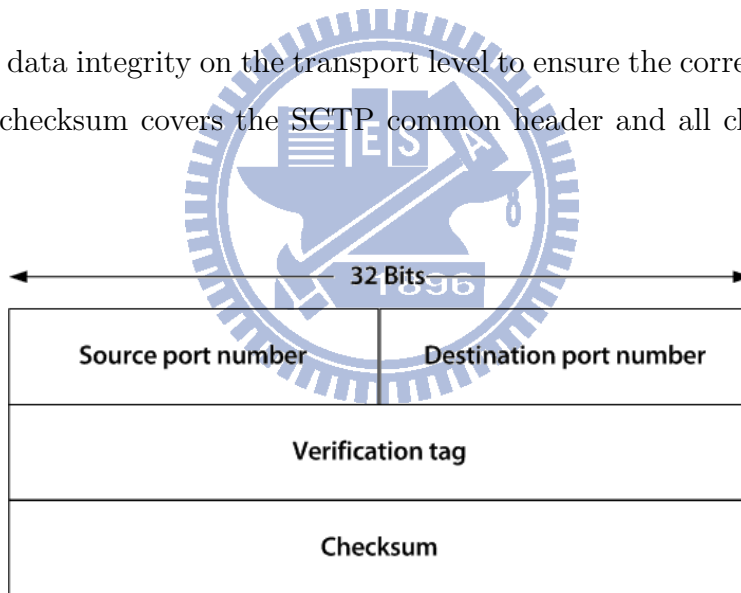 data integrity on the transport level to ensure the corre
checksum covers the SCTP common header and all c
E S A
32 Bits
1896
Source port number Destination port number
Verification tag
Checksum